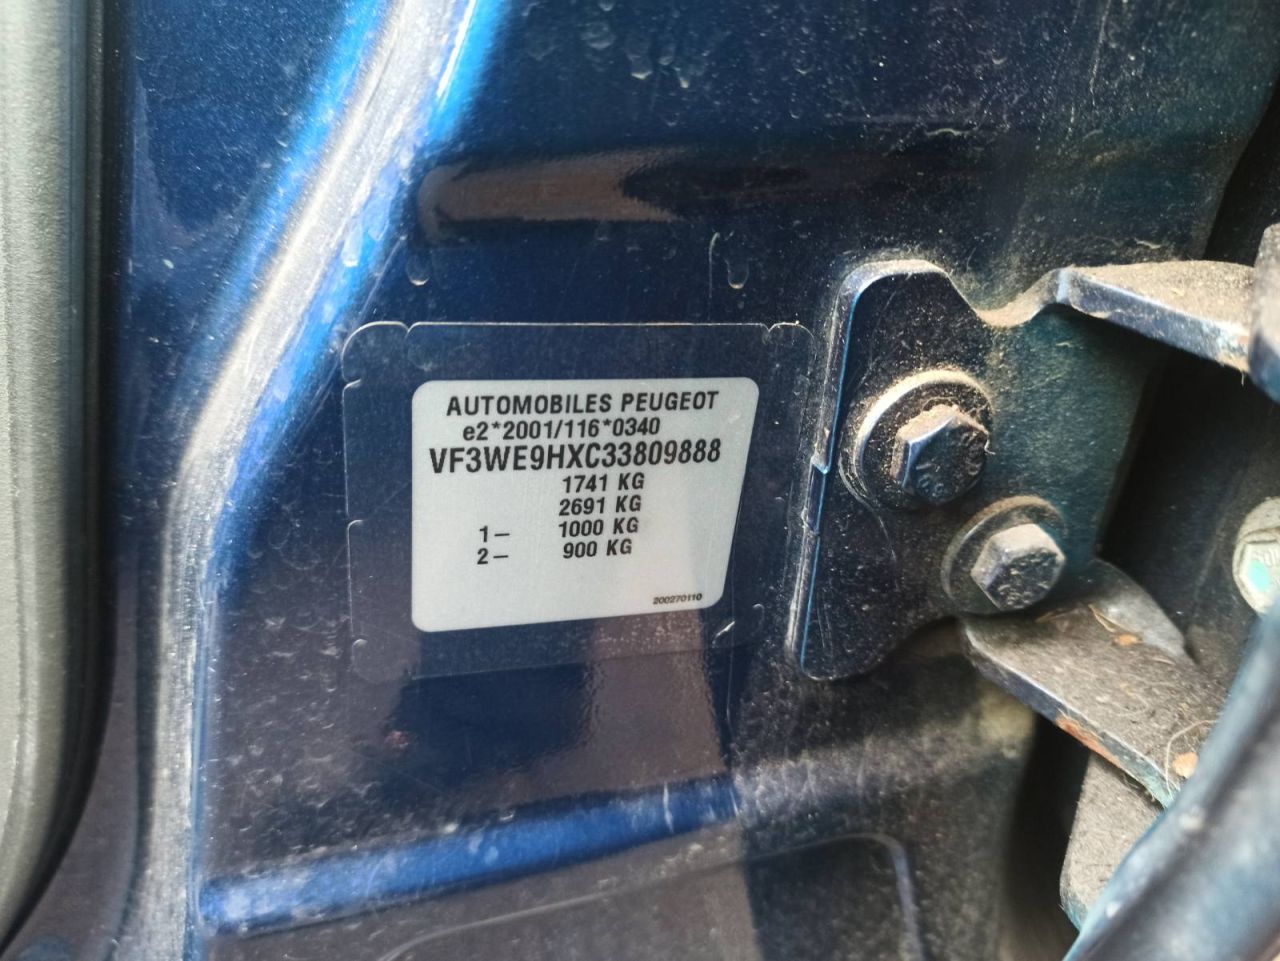 AUTOMOBILES PEUGEOT
e2*2001/116*0340
VF3WE9HXC33809888
1741 KG
2691 KG
1— 1000 KG
2— 900 KG
200270110